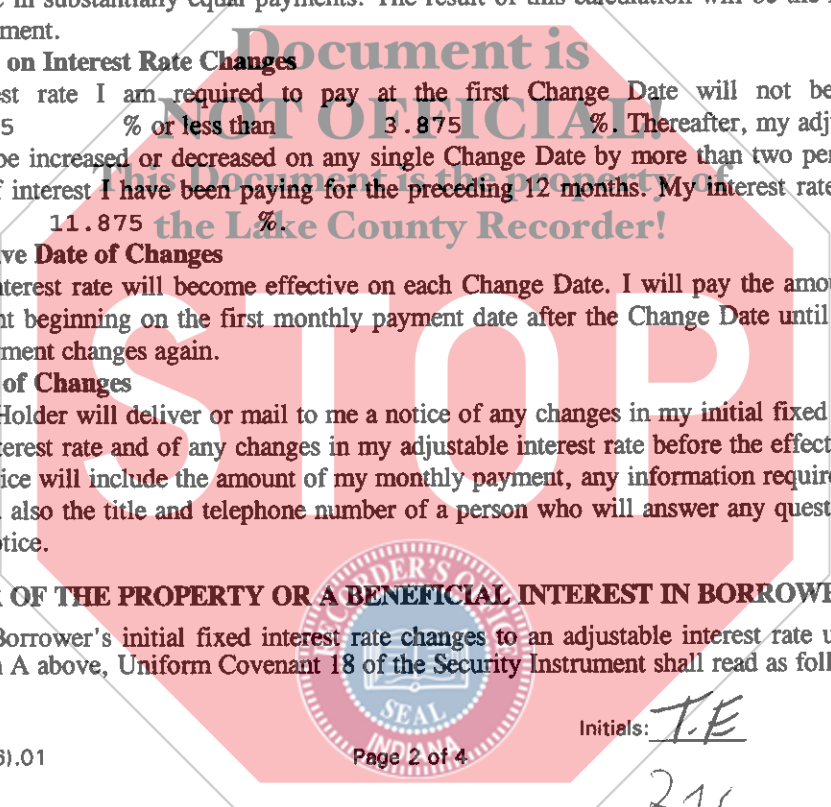 in substantially equal payments. The result of this calculation will be the
ment.
on Interest Rate Changes
est rate I am required to pay at the first Change Date will not be
5 % or less than 3.875 %. Thereafter, my adj
be increased or decreased on any single Change Date by more than two per
f interest I have been paying for the preceding 12 months. My interest rate
11.875 %.
ve Date of Changes
nterest rate will become effective on each Change Date. I will pay the amou
nt beginning on the first monthly payment date after the Change Date until
ment changes again.
of Changes
Holder will deliver or mail to me a notice of any changes in my initial fixed
terest rate and of any changes in my adjustable interest rate before the effect
ice will include the amount of my monthly payment, any information require
also the title and telephone number of a person who will answer any quest
otice.
OF THE PROPERTY OR A BENEFICIAL INTEREST IN BORROWE
Borrower's initial fixed interest rate changes to an adjustable interest rate u
n A above, Uniform Covenant 18 of the Security Instrument shall read as foll
Initials: T.E
6).01
Page 2 of 4
Document is
NOT OFFICIAL!
This Document is the property of
the Lake County Recorder!
STOP
RECORDER'S OFFICE
SEAL
INDIANA